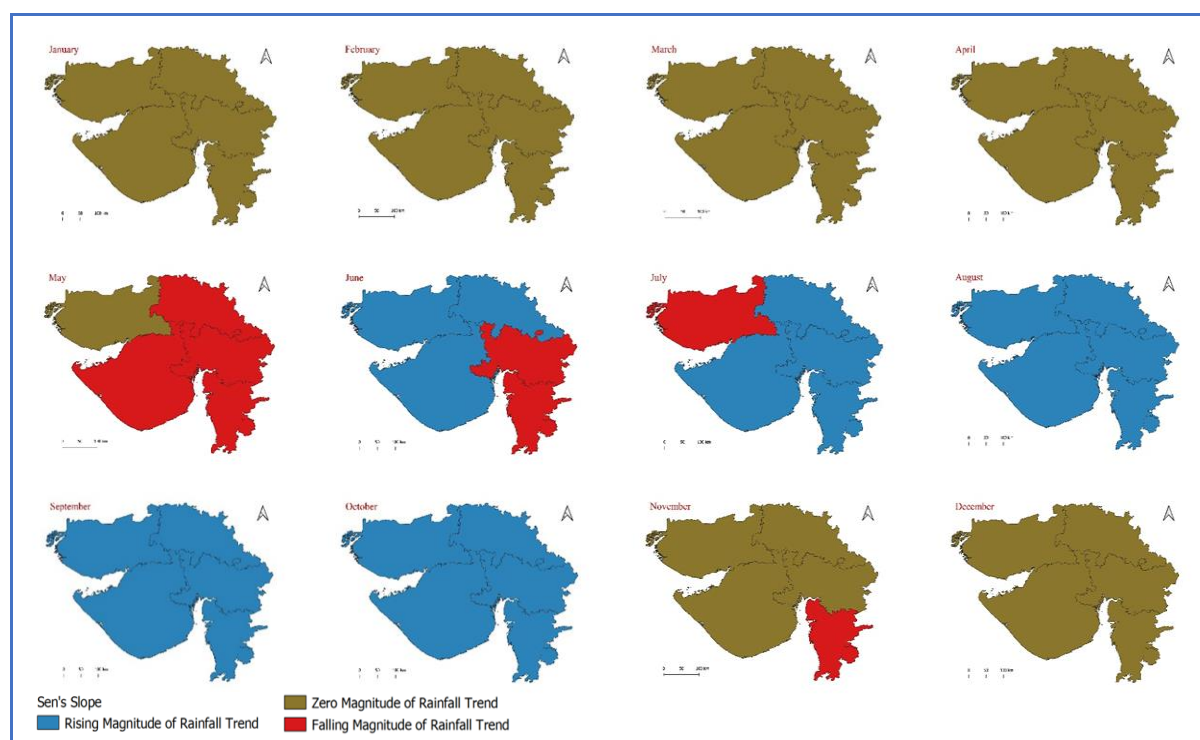 January
February
March
April
May
June
July
August
September
October
November
December
Sen's Slope
Rising Magnitude of Rainfall Trend
Zero Magnitude of Rainfall Trend
Falling Magnitude of Rainfall Trend